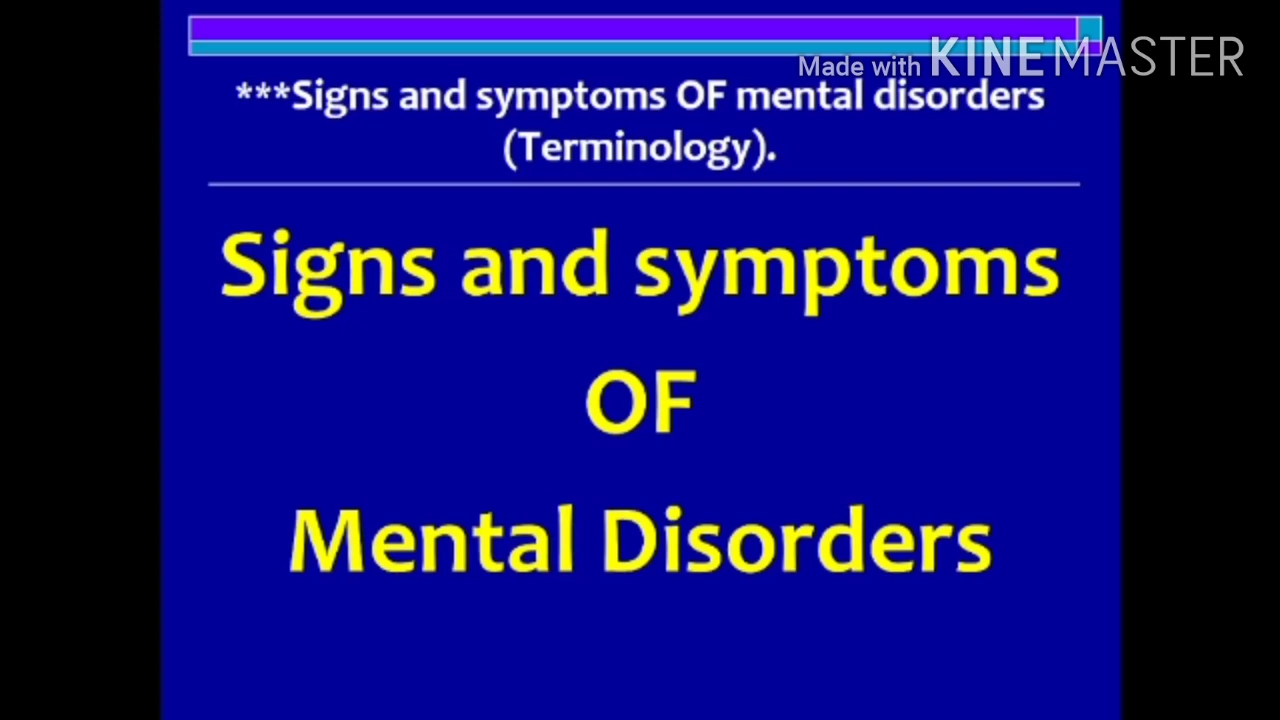 Made with KINEMASTER
***Signs and symptoms OF mental disorders
(Terminology).
Signs and symptoms
OF
Mental Disorders